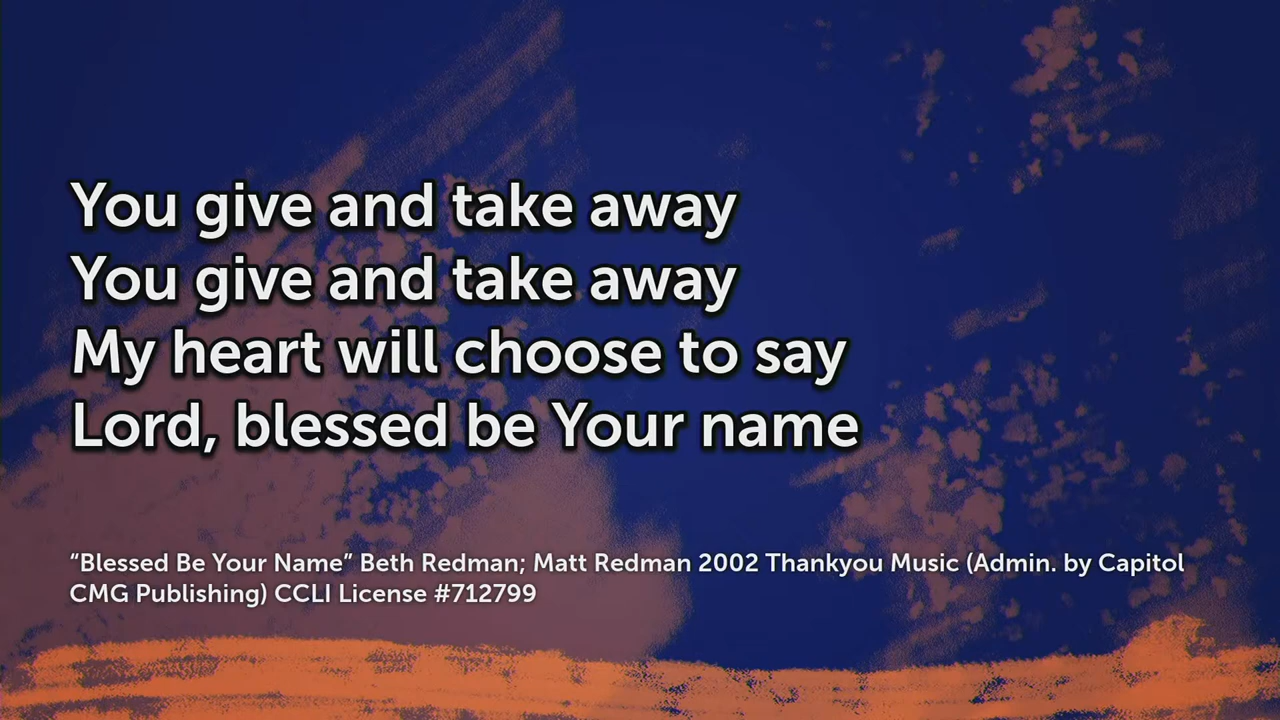 You give and take away
You give and take away
My heart will choose to say
Lord, blessed be Your name
“Blessed Be Your Name” Beth Redman; Matt Redman 2002 Thankyou Music (Admin. by Capitol
CMG Publishing) CCLI License #712799